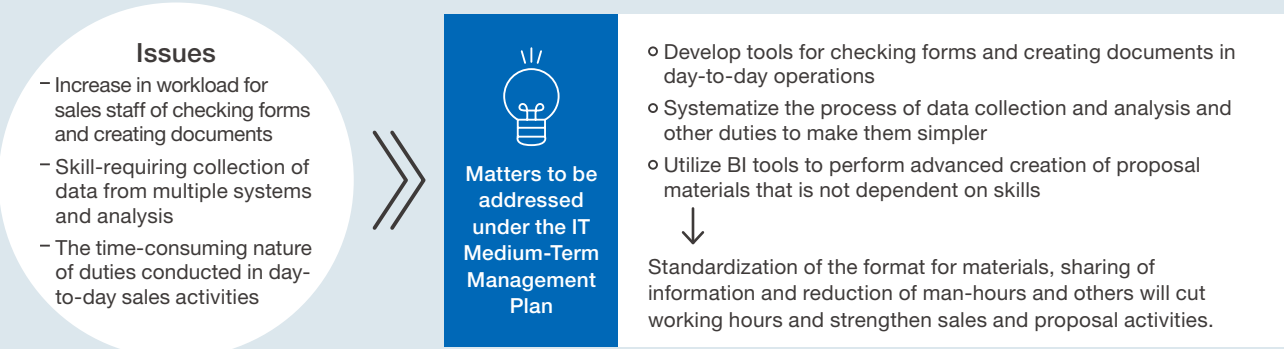 Issues
– Increase in workload for
sales staff of checking forms
and creating documents
– Skill-requiring collection of
data from multiple systems
and analysis
– The time-consuming nature
of duties conducted in day-
to-day sales activities
Matters to be
addressed
under the IT
Medium-Term
Management
Plan
Develop tools for checking forms and creating documents in
day-to-day operations
Systematize the process of data collection and analysis and
other duties to make them simpler
Utilize BI tools to perform advanced creation of proposal
materials that is not dependent on skills
Standardization of the format for materials, sharing of
information and reduction of man-hours and others will cut
working hours and strengthen sales and proposal activities.